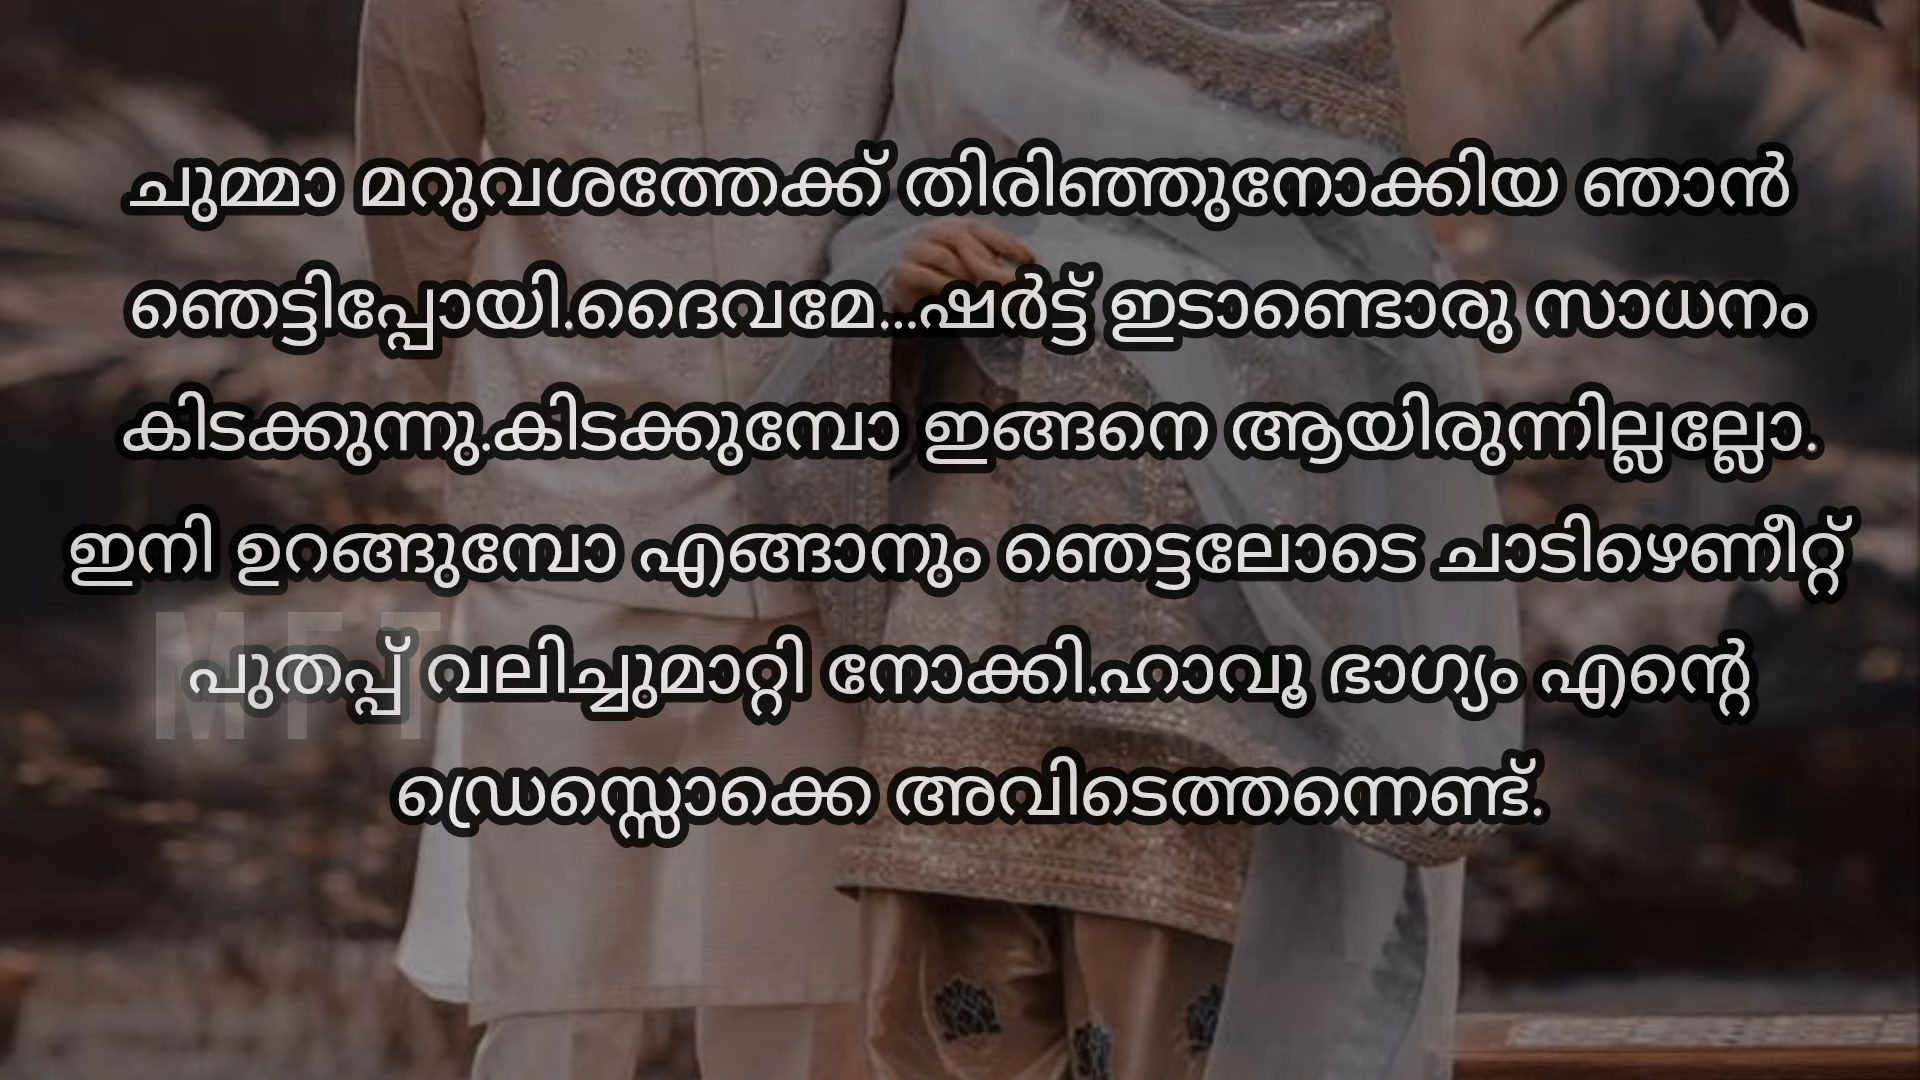 ചുമ്മാ മറുവശത്തേക്ക് തിരിഞ്ഞുനോക്കിയ ഞാൻ
ഞെട്ടിപ്പോയി.ദൈവമേ...ഷർട്ട് ഇടാണ്ടൊരു സാധനം
കിടക്കുന്നു.കിടക്കുമ്പോ ഇങ്ങനെ ആയിരുന്നില്ലല്ലോ.
ഇനി ഉറങ്ങുമ്പോ എങ്ങാനും ഞെട്ടലോടെ ചാടിഴെണീറ്റ്
പുതപ്പ് വലിച്ചുമാറ്റി നോക്കി.ഹാവൂ ഭാഗ്യം എന്റെ
ഡ്രെസ്സൊക്കെ അവിടെത്തന്നെണ്ട്.
MFT